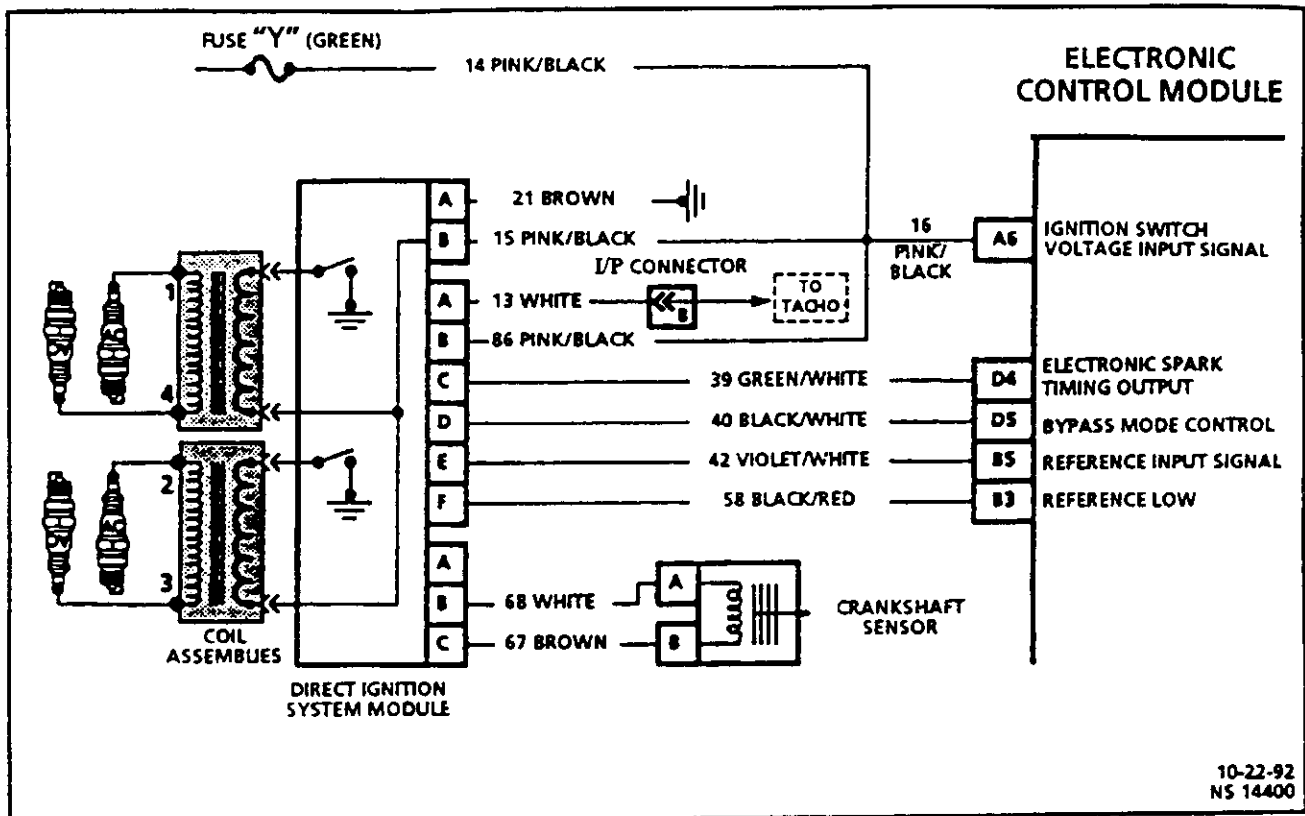 FUSE "Y" (GREEN)
14 PINK/BLACK
ELECTRONIC
CONTROL MODULE
A
21 BROWN
B
15 PINK/BLACK
16
PINK/
BLACK
A6
IGNITION SWITCH
VOLTAGE INPUT SIGNAL
I/P CONNECTOR
A
13 WHITE
B
TO
TACHO
B
86 PINK/BLACK
C
39 GREEN/WHITE
D4
ELECTRONIC SPARK
TIMING OUTPUT
D
40 BLACK/WHITE
D5
BYPASS MODE CONTROL
E
42 VIOLET/WHITE
B5
REFERENCE INPUT SIGNAL
F
58 BLACK/RED
B3
REFERENCE LOW
1
4
2
3
COIL
ASSEMBLIES
A
B
68 WHITE
A
C
67 BROWN
B
CRANKSHAFT
SENSOR
DIRECT IGNITION
SYSTEM MODULE
10-22-92
NS 14400